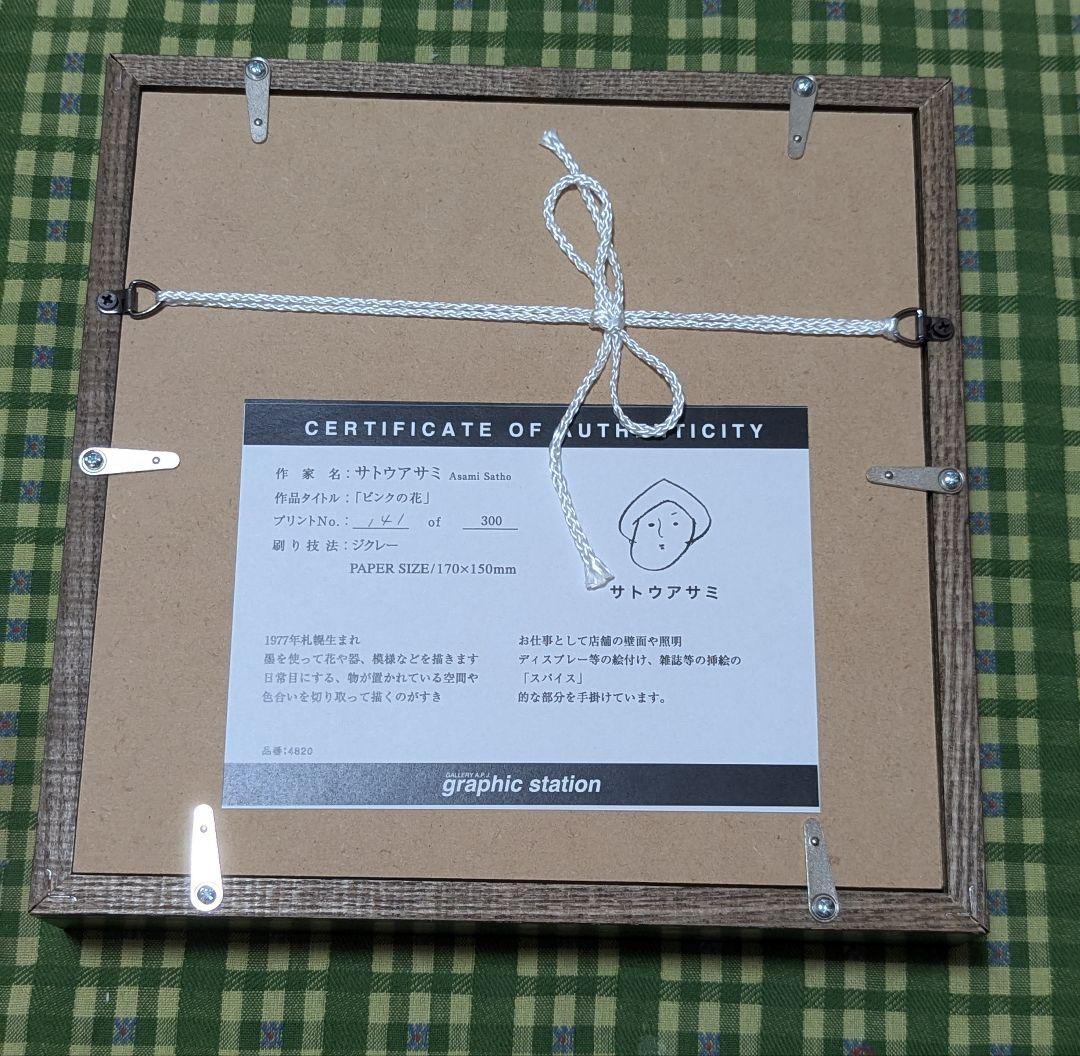 CERTIFICATE OF AUTHENTICITY
作家名：サトウアサミ Asami Satho
作品タイトル：「ピンクの花」
プリントNo.：141 of 300
刷り技法：ジクレー
PAPER SIZE/170×150mm
サトウアサミ
1977年札幌生まれ
墨を使って花や器、模様などを描きます
日常目にする、物が置かれている空間や
色合いを切り取って描くのがすき
お仕事として店舗の壁面や照明
ディスプレー等の絵付け、雑誌等の挿絵の
「スパイス」
的な部分を手掛けています。
品番:4820
GALLERY A.P.J
graphic station